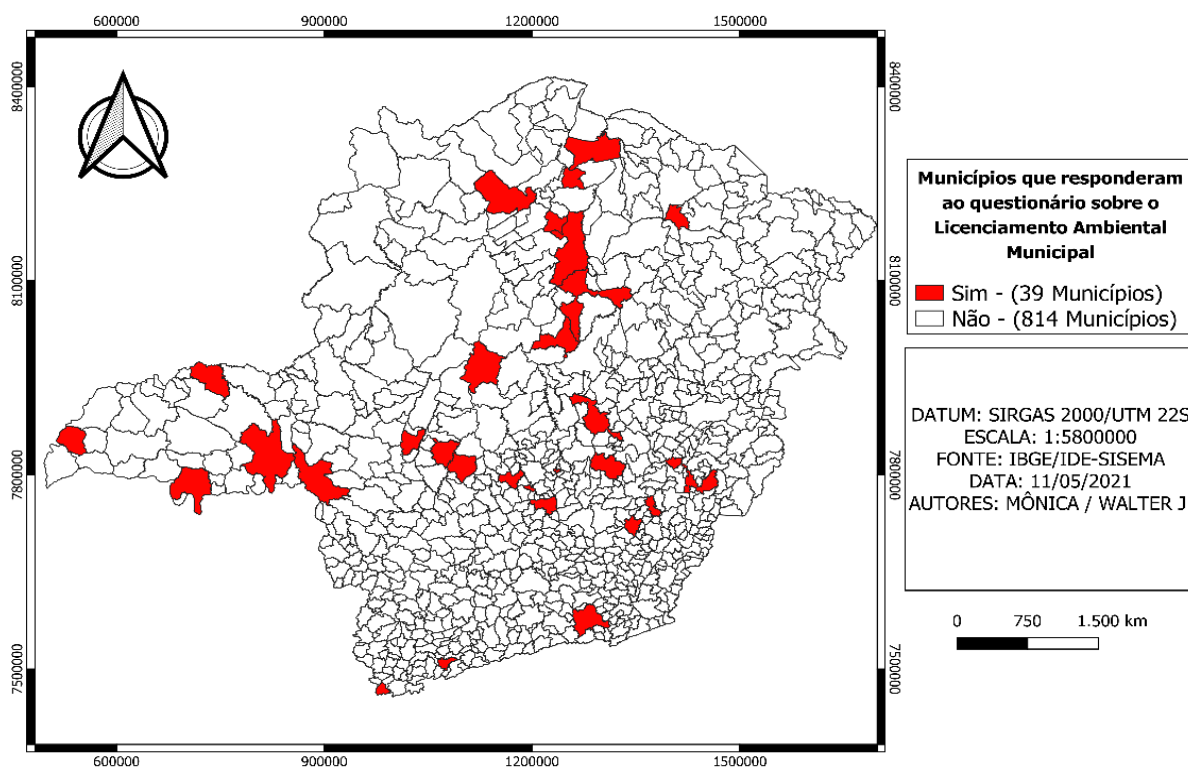 600000 900000 1200000 1500000
8400000 8400000
8100000 8100000
7800000 7800000
7500000 7500000
600000 900000 1200000 1500000
Municípios que responderam
ao questionário sobre o
Licenciamento Ambiental
Municipal
Sim - (39 Municípios)
Não - (814 Municípios)
DATUM: SIRGAS 2000/UTM 22S
ESCALA: 1:5800000
FONTE: IBGE/IDE-SISEMA
DATA: 11/05/2021
AUTORES: MÔNICA / WALTER J
0 750 1.500 km